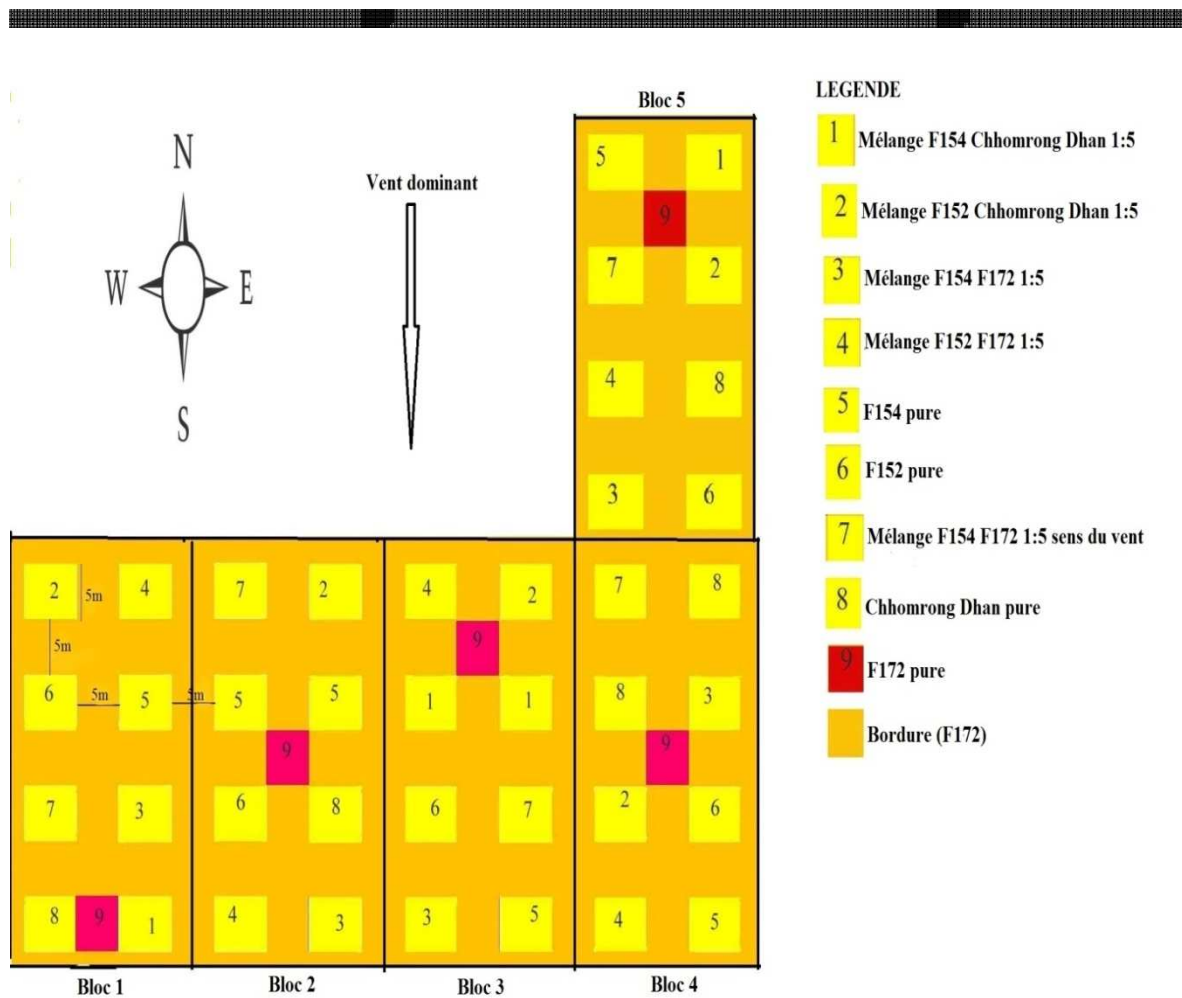 Bloc 5
LEGENDE
N
W E
S
Vent dominant
5 1
9
7 2
4 8
3 6
1 Mélange F154 Chhomrong Dhan 1:5
2 Mélange F152 Chhomrong Dhan 1:5
3 Mélange F154 F172 1:5
4 Mélange F152 F172 1:5
5 F154 pure
6 F152 pure
7 Mélange F154 F172 1:5 sens du vent
8 Chhomrong Dhan pure
9 F172 pure
Bordure (F172)
2 5m 4 7 2 4 2 7 8
5m 9
6 5m 5 5m 5 5 1 1 8 3
9 9
7 3 6 8 6 7 2 6
8 9 1 4 3 3 5 4 5
Bloc 1 Bloc 2 Bloc 3 Bloc 4